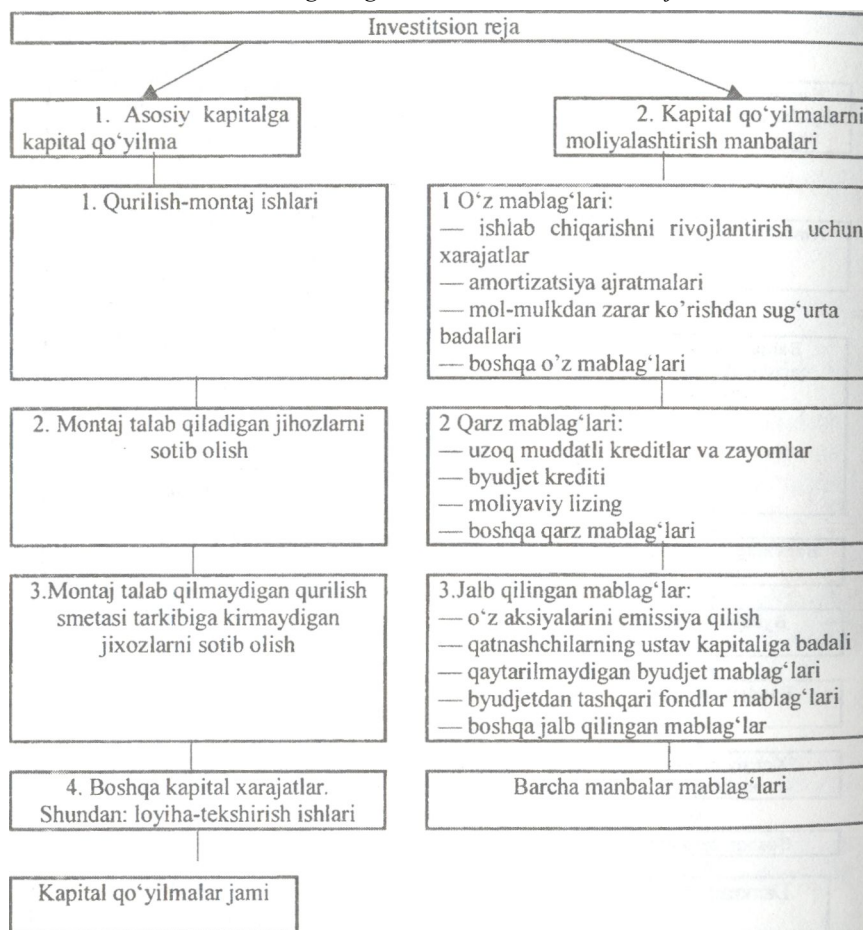 Investitsion reja
1. Asosiy kapitalga
kapital qo‘yilma
2. Kapital qo‘yilmalarni
moliyalashtirish manbalari
1. Qurilish-montaj ishlari
1 O‘z mablag‘lari:
— ishlab chiqarishni rivojlantirish uchun
xarajatlar
— amortizatsiya ajratmalari
— mol-mulkdan zarar ko’rishdan sug‘urta
badallari
— boshqa o’z mablag‘lari
2. Montaj talab qiladigan jihozlarni
sotib olish
2 Qarz mablag‘lari:
— uzoq muddatli kreditlar va zayomlar
— byudjet krediti
— moliyaviy lizing
— boshqa qarz mablag‘lari
3.Montaj talab qilmaydigan qurilish
smetasi tarkibiga kirmaydigan
jixozlarni sotib olish
3.Jalb qilingan mablag‘lar:
— o‘z aksiyalarini emissiya qilish
— qatnashchilarning ustav kapitaliga badali
— qaytarilmaydigan byudjet mablag‘lari
— byudjetdan tashqari fondlar mablag‘lari
— boshqa jalb qilingan mablag‘lar
4. Boshqa kapital xarajatlar.
Shundan: loyiha-tekshirish ishlari
Barcha manbalar mablag‘lari
Kapital qo‘yilmalar jami